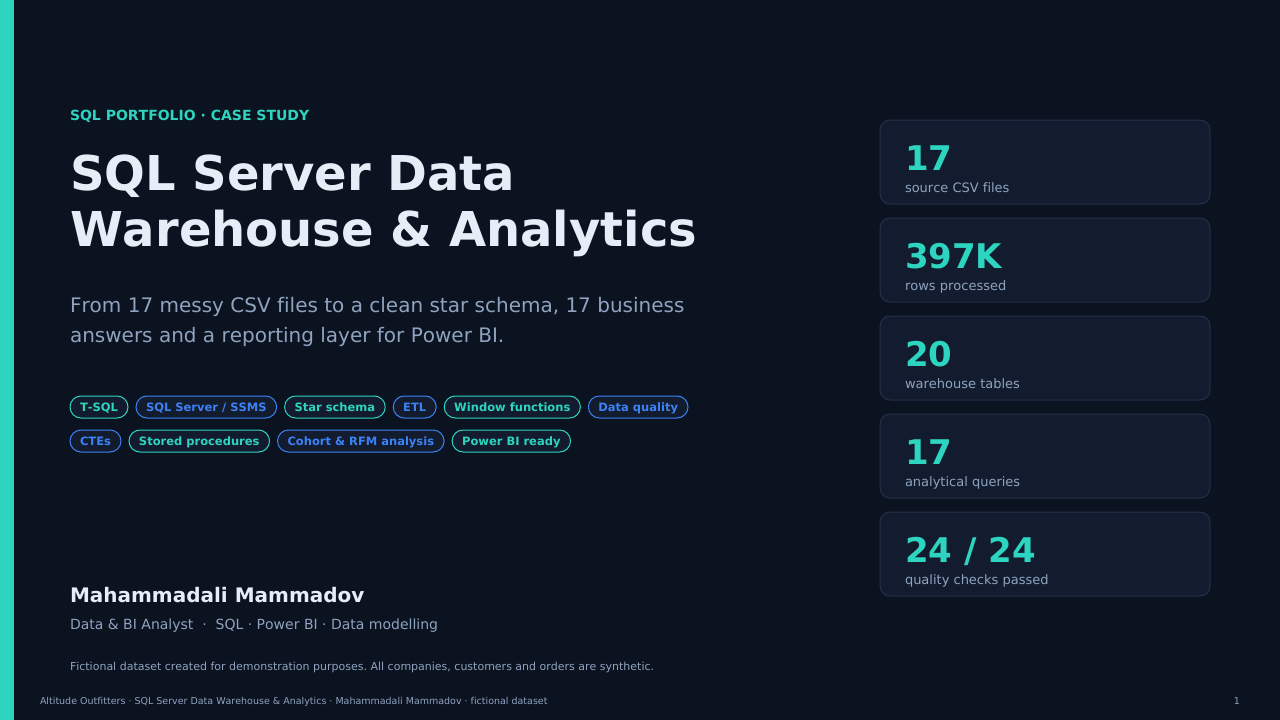 SQL PORTFOLIO · CASE STUDY
SQL Server Data
Warehouse & Analytics
From 17 messy CSV files to a clean star schema, 17 business
answers and a reporting layer for Power BI.
T-SQL SQL Server / SSMS Star schema ETL Window functions Data quality
CTEs Stored procedures Cohort & RFM analysis Power BI ready
Mahammadali Mammadov
Data & BI Analyst · SQL · Power BI · Data modelling
Fictional dataset created for demonstration purposes. All companies, customers and orders are synthetic.
17
source CSV files
397K
rows processed
20
warehouse tables
17
analytical queries
24 / 24
quality checks passed
Altitude Outfitters · SQL Server Data Warehouse & Analytics · Mahammadali Mammadov · fictional dataset
1